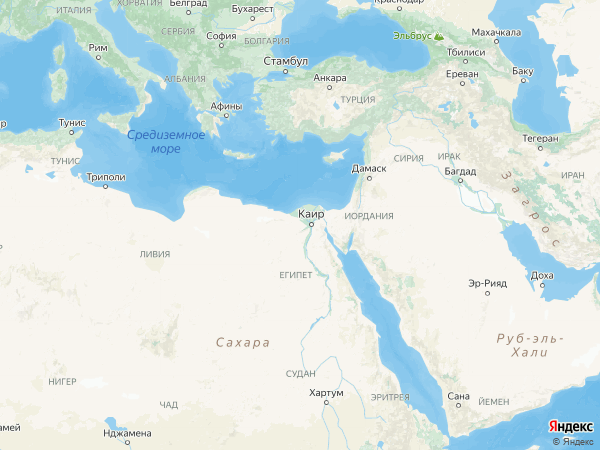 ИТАЛИЯ
ХОРВАТИЯ
Белград
Бухарест
Краснодар
СЕРБИЯ
Рим
София
БОЛГАРИЯ
Эльбрус
Махачкала
Стамбул
Тбилиси
АЛБАНИЯ
Анкара
Ереван
Баку
ТУРЦИЯ
Афины
Тунис
Средиземное
море
Тегеран
ТУНИС
СИРИЯ
ИРАК
Триполи
Дамаск
Багдад
ИРАН
Загрос
Каир
ИОРДАНИЯ
ЛИВИЯ
ЕГИПЕТ
Доха
Эр-Рияд
Сахара
Руб-эль-
Хали
НИГЕР
СУДАН
ЧАД
Хартум
ЭРИТРЕЯ
Сана
ЙЕМЕН
Нджамена
Яндекс
© Яндекс